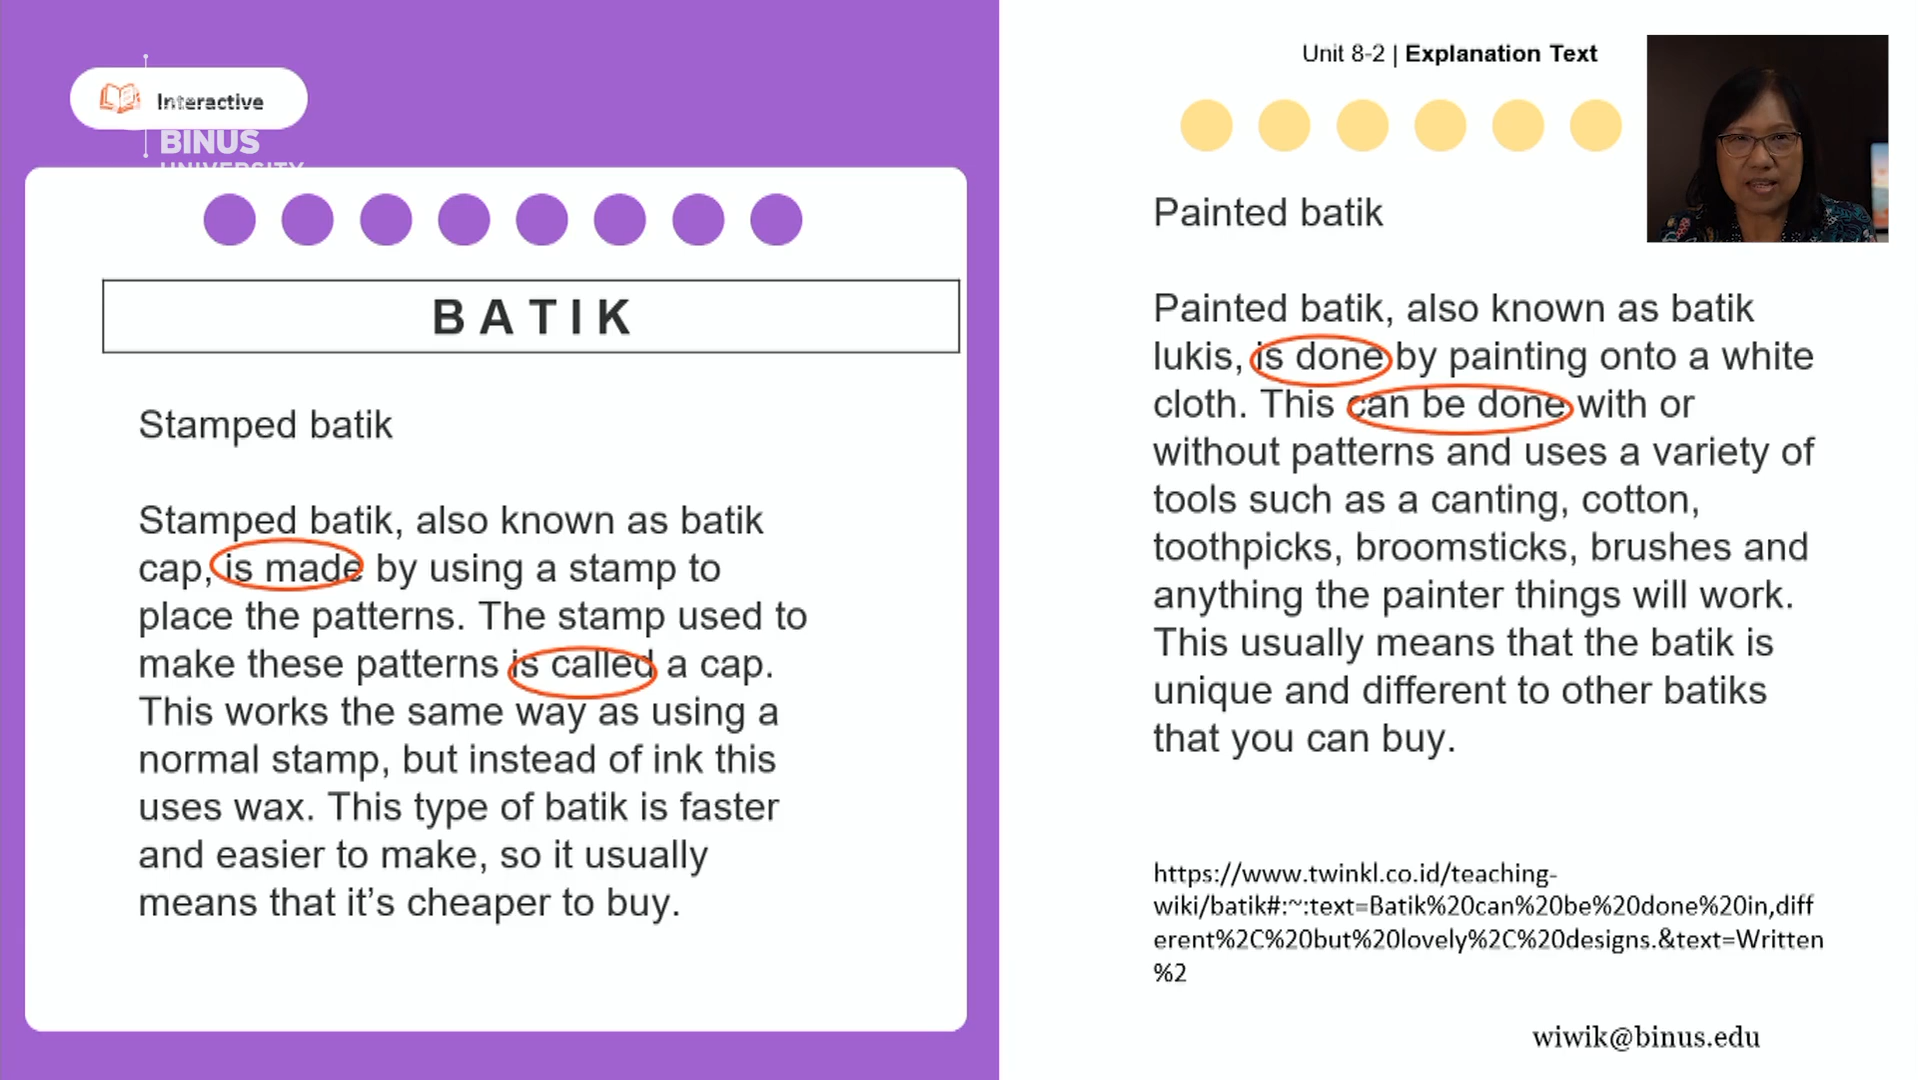 Interactive
BINUS
UNIVERSITY
BATIK
Stamped batik
Stamped batik, also known as batik
cap, is made by using a stamp to
place the patterns. The stamp used to
make these patterns is called a cap.
This works the same way as using a
normal stamp, but instead of ink this
uses wax. This type of batik is faster
and easier to make, so it usually
means that it’s cheaper to buy.
Unit 8-2 | Explanation Text
Painted batik
Painted batik, also known as batik
lukis, is done by painting onto a white
cloth. This can be done with or
without patterns and uses a variety of
tools such as a canting, cotton,
toothpicks, broomsticks, brushes and
anything the painter things will work.
This usually means that the batik is
unique and different to other batiks
that you can buy.
https://www.twinkl.co.id/teaching-
wiki/batik#:~:text=Batik%20can%20be%20done%20in,diff
erent%2C%20but%20lovely%2C%20designs.&text=Written
%2
wiwik@binus.edu